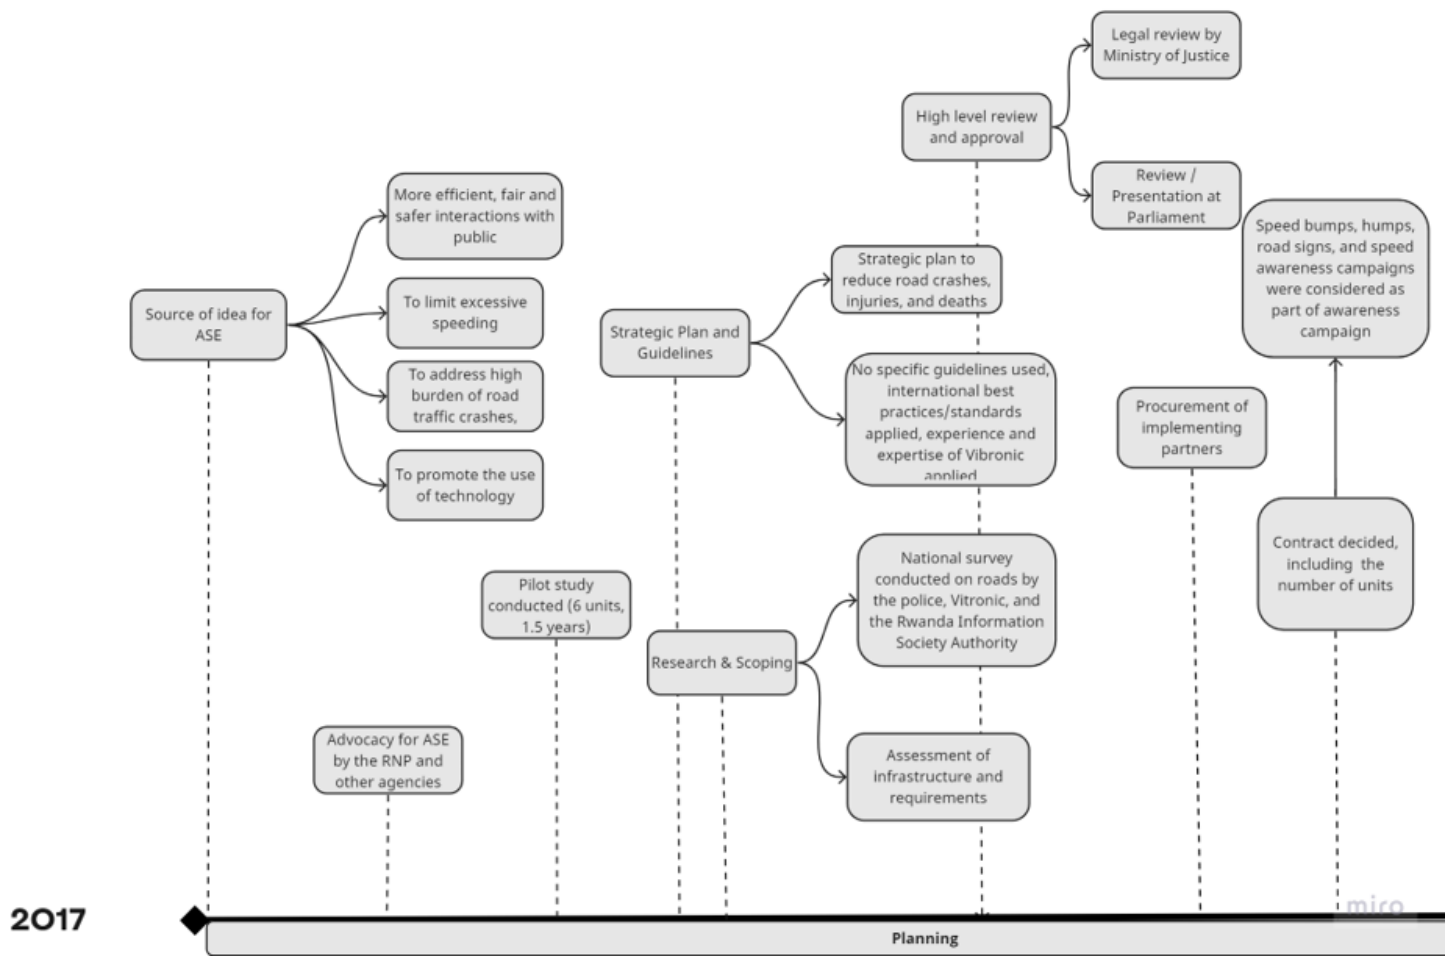 Legal review by
Ministry of Justice
High level review
and approval
Review /
Presentation at
Parliament
More efficient, fair and
safer interactions with
public
Speed bumps, humps,
road signs, and speed
awareness campaigns
were considered as
part of awareness
campaign
Strategic plan to
reduce road crashes,
injuries, and deaths
Source of idea for
ASE
To limit excessive
speeding
Strategic Plan and
Guidelines
To address high
burden of road
traffic crashes,
No specific guidelines used,
international best
practices/standards
applied, experience and
expertise of Vibronic
applied
Procurement of
implementing
partners
To promote the use
of technology
Contract decided,
including the
number of units
National survey
conducted on roads by
the police, Vitronic, and
the Rwanda Information
Society Authority
Pilot study
conducted (6 units,
1.5 years)
Research & Scoping
Advocacy for ASE
by the RNP and
other agencies
Assessment of
infrastructure and
requirements
2017
miro
Planning